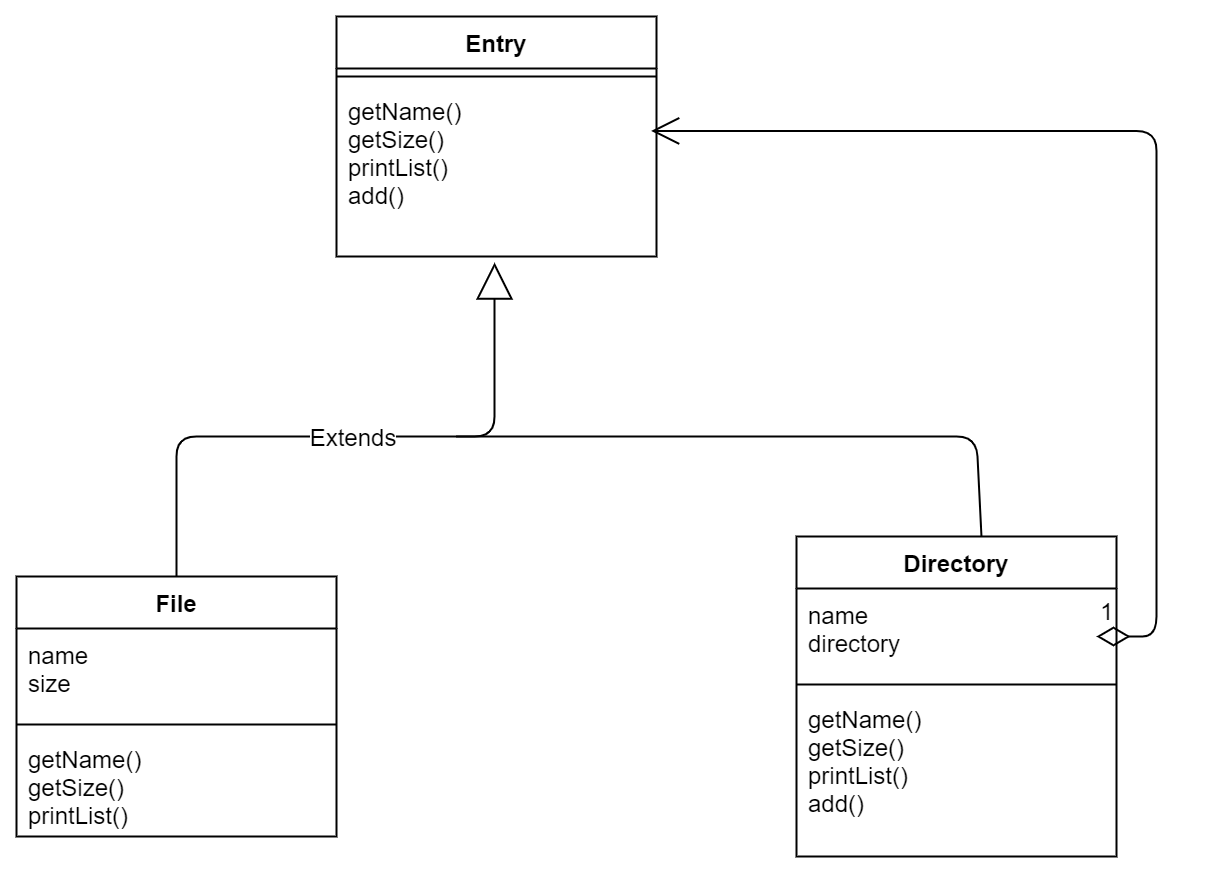 Entry
getName()
getSize()
printList()
add()
Extends
File
name
size
getName()
getSize()
printList()
Directory
name
directory
1
getName()
getSize()
printList()
add()